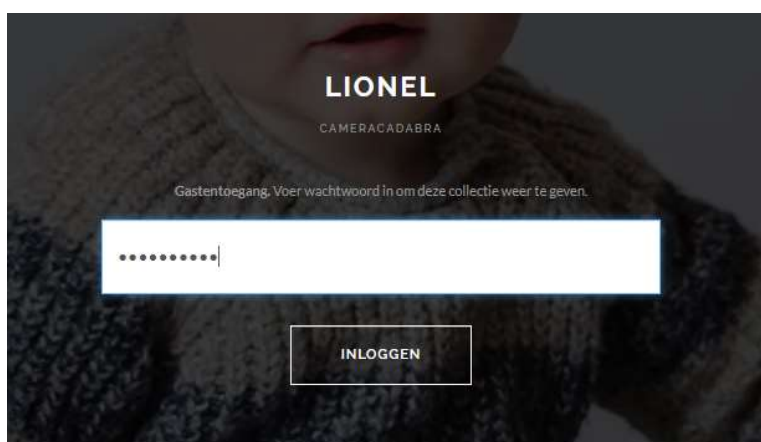 LIONEL
CAMERACADABRA
Gastentoegang. Voer wachtwoord in om deze collectie weer te geven.
••••••••••
INLOGGEN